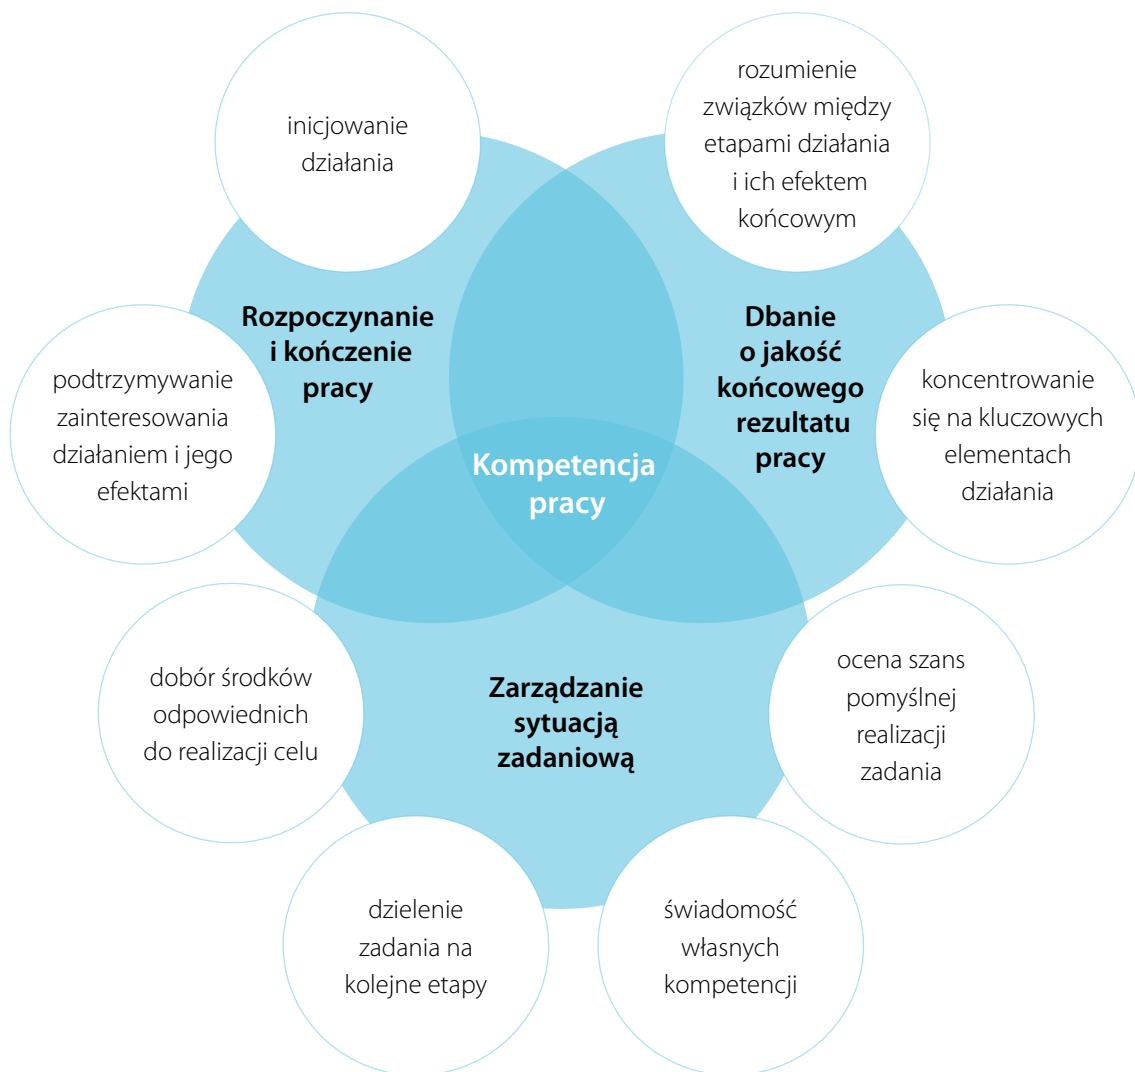 inicjowanie
działania
rozumienie
związków między
etapami działania
i ich efektem
końcowym
Rozpoczynanie
i kończenie
pracy
Dbanie
o jakość
końcowego
rezultatu
pracy
podtrzymywanie
zainteresowania
działaniem i jego
efektami
koncentrowanie
się na kluczowych
elementach
działania
Kompetencja
pracy
dobór środków
odpowiednich
do realizacji celu
Zarządzanie
sytuacją
zadaniową
ocena szans
pomyślnej
realizacji
zadania
dzielenie
zadania na
kolejne etapy
świadomość
własnych
kompetencji